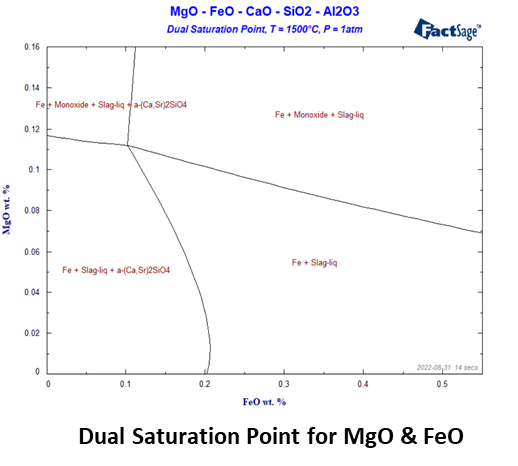 MgO - FeO - CaO - SiO2 - Al2O3
Dual Saturation Point, T = 1500°C, P = 1atm
FactSage™
0.16
0.14
0.12
0.1
0.08
0.06
0.04
0.02
0
MgO wt. %
Fe + Monoxide + Slag-liq + a-(Ca,Sr)2SiO4
Fe + Monoxide + Slag-liq
Fe + Slag-liq + a-(Ca,Sr)2SiO4
Fe + Slag-liq
2022-08-31 14 secs
0 0.1 0.2 0.3 0.4 0.5
FeO wt. %
Dual Saturation Point for MgO & FeO